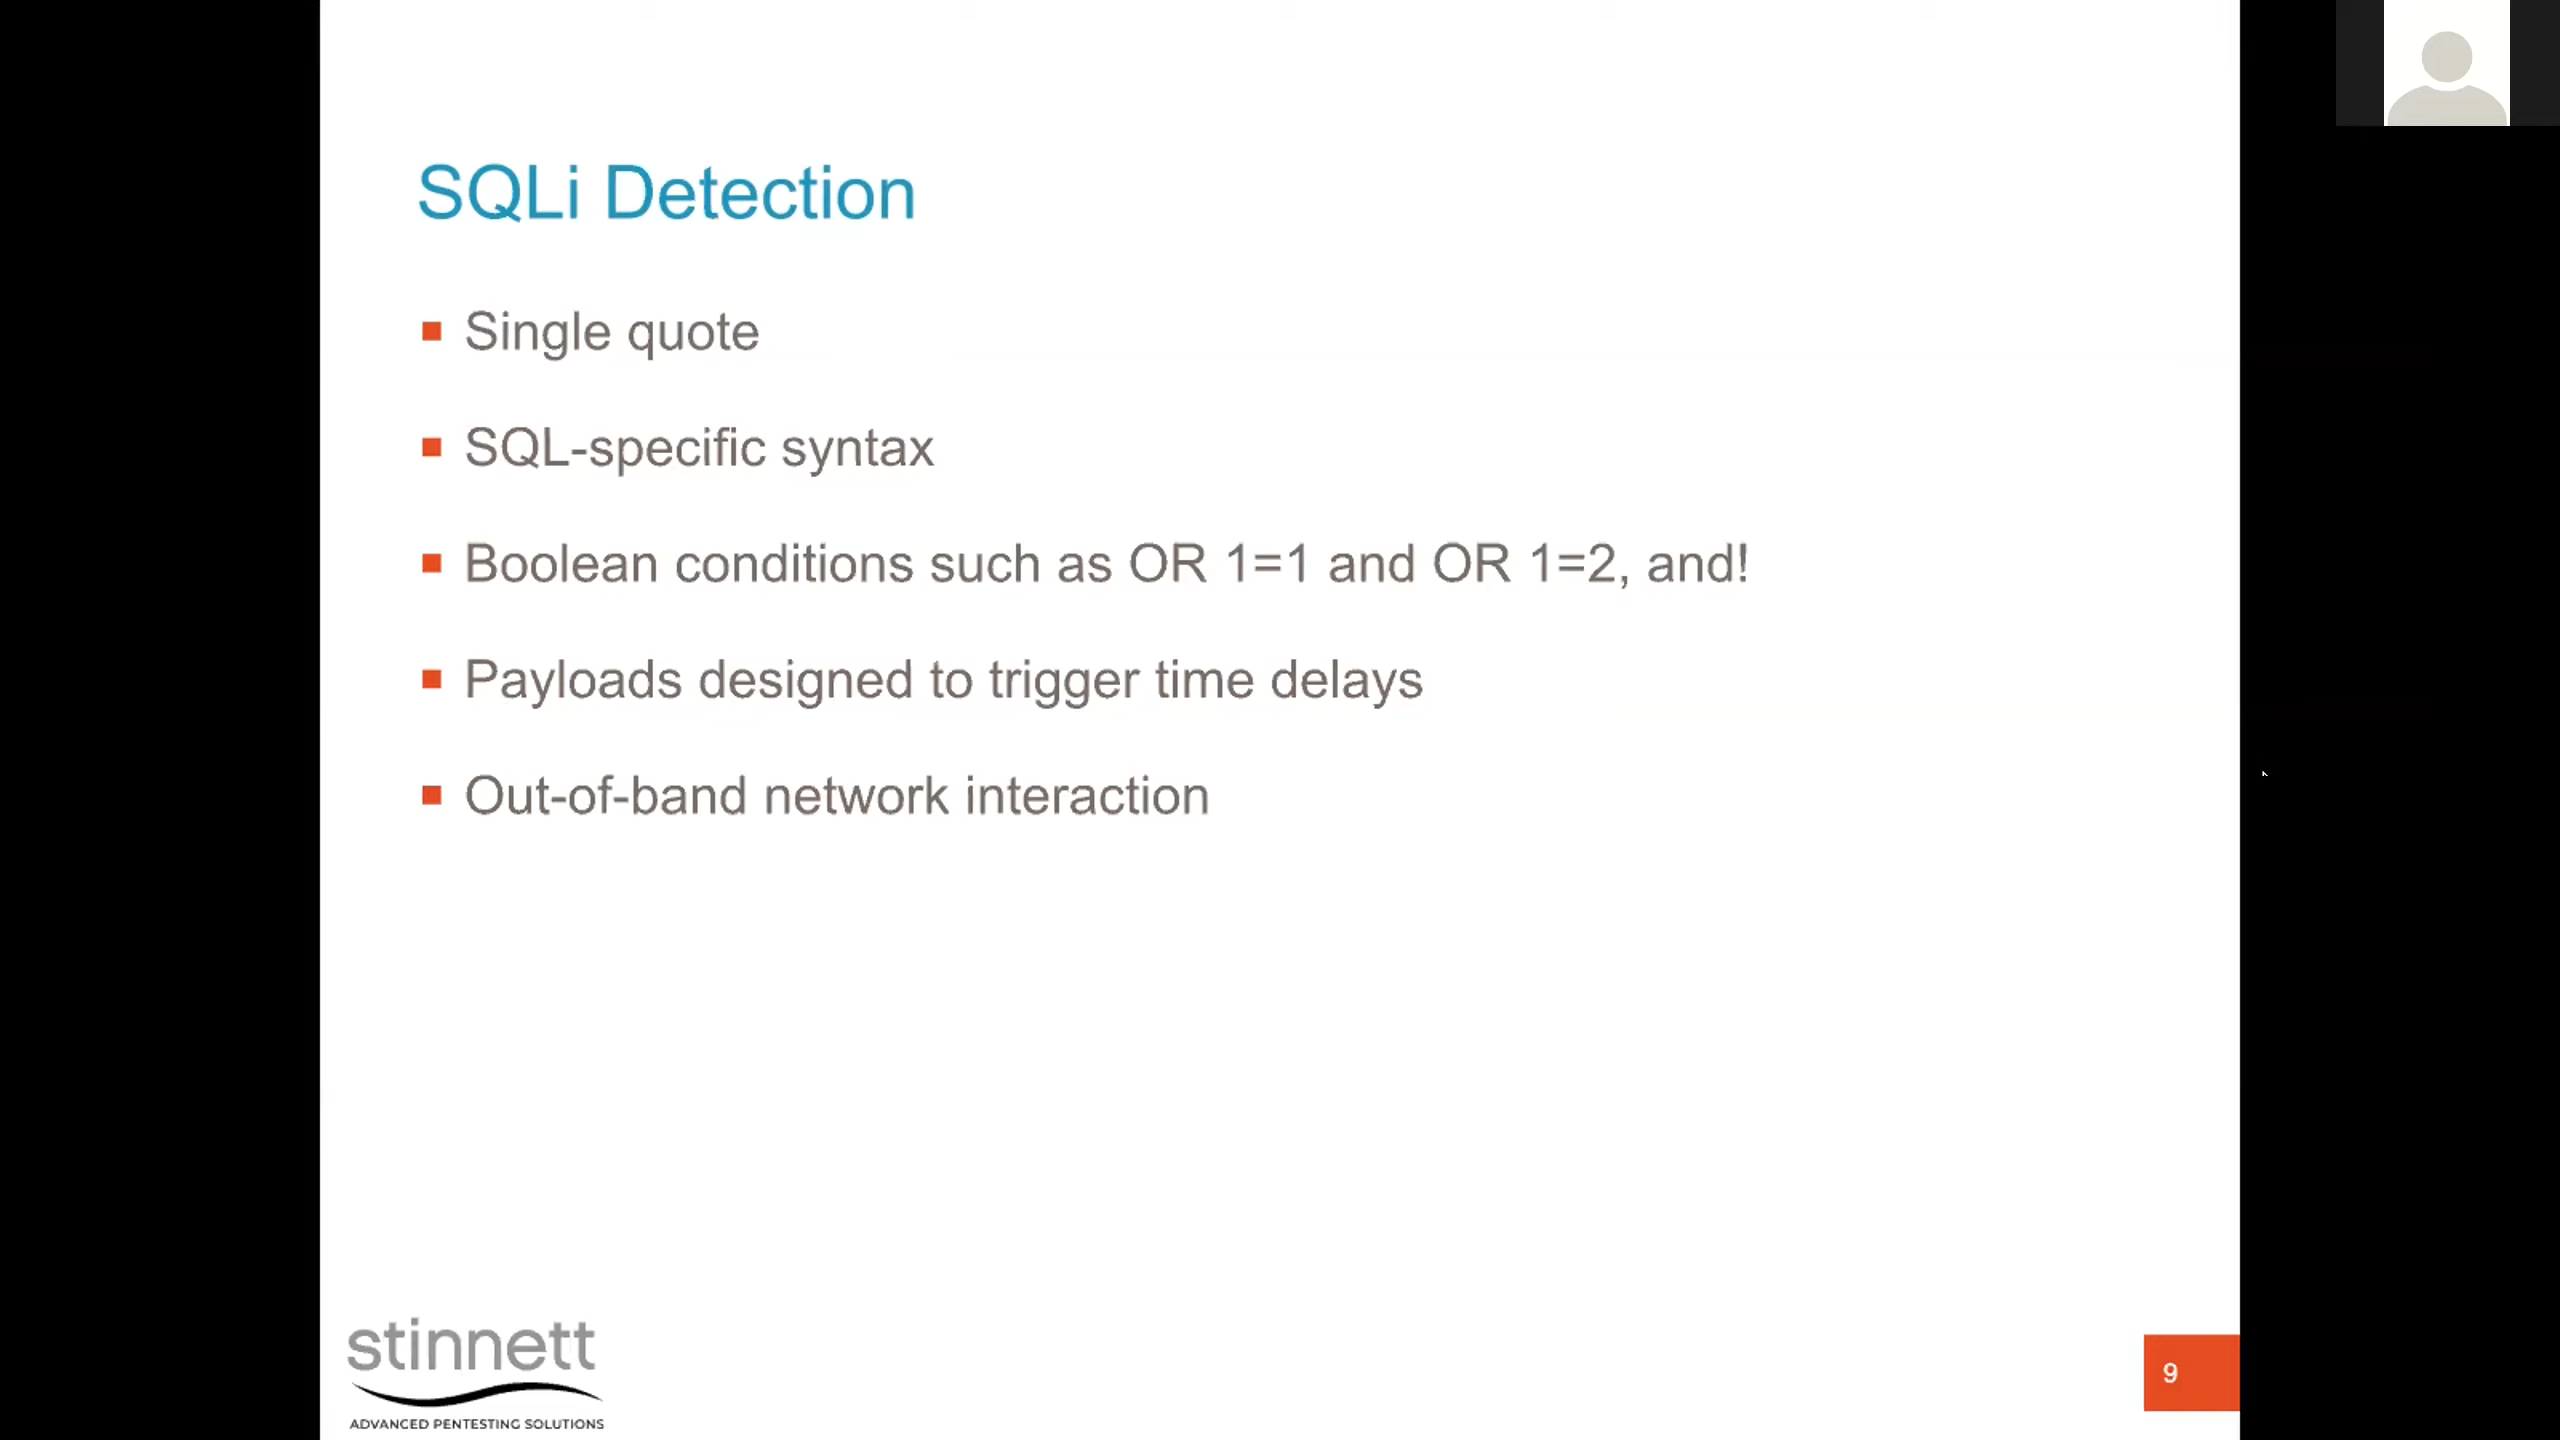 SQLi Detection
Single quote
SQL-specific syntax
Boolean conditions such as OR 1=1 and OR 1=2, and!
Payloads designed to trigger time delays
Out-of-band network interaction
stinnett
ADVANCED PENTESTING SOLUTIONS
9